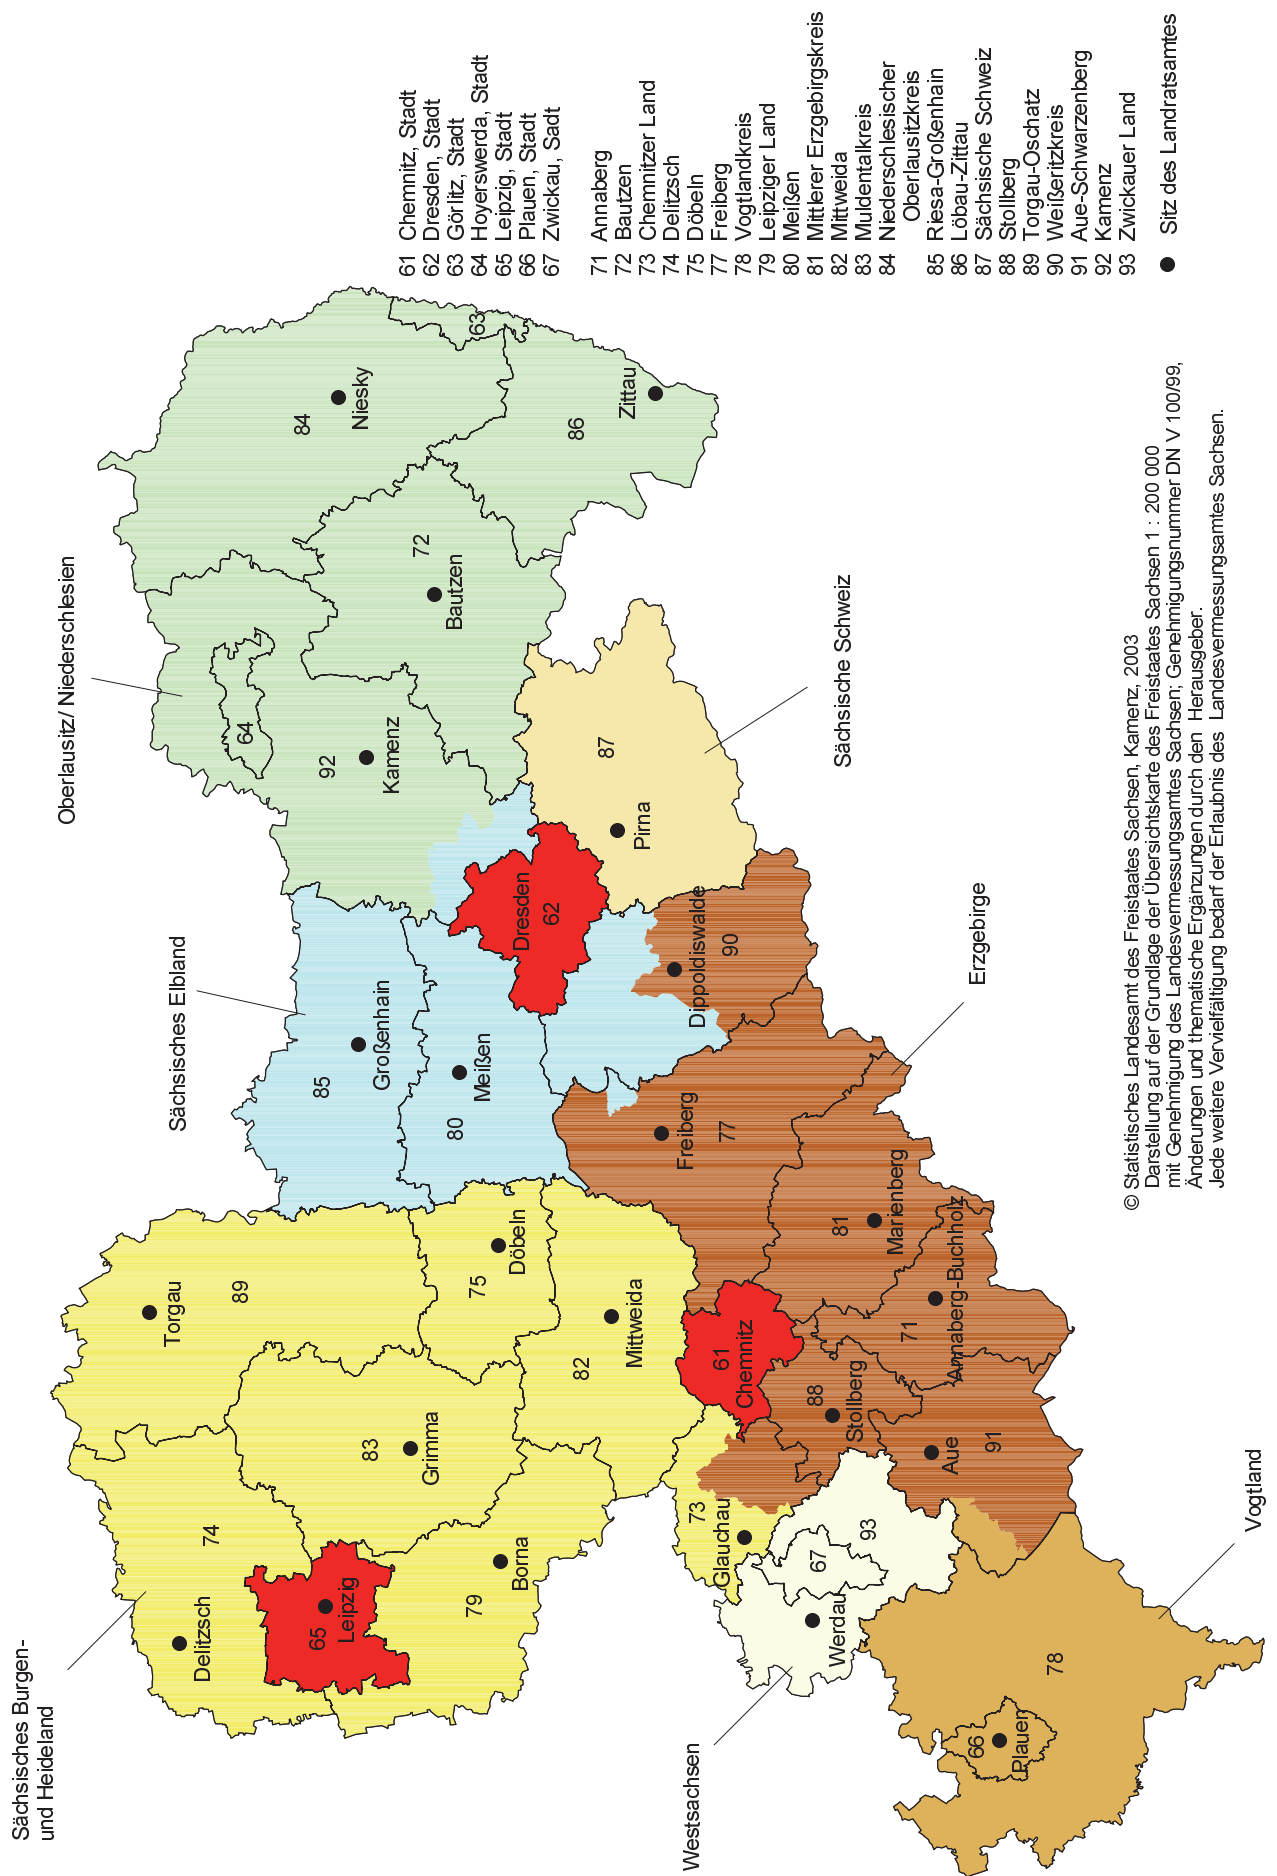 Sächsisches Burgen-
und Heideland
Sächsisches Elbland
Oberlausitz/ Niederschlesien
Westsachsen
Vogtland
Erzgebirge
Sächsische Schweiz
Delitzsch
74
65
Leipzig
79
Borna
83
Grimma
Torgau
89
75
Döbeln
82
Mittweida
85
Großenhain
80
Meißen
Dresden
62
92
Kamenz
64
72
Bautzen
84
Niesky
63
86
Zittau
87
Pirna
Dippoldiswalde
90
Freiberg
77
81
Marienberg
71
Annaberg-Buchholz
61
Chemnitz
88
Stollberg
Aue
91
73
Glauchau
67
93
Werdau
78
66
Plauen
61 Chemnitz, Stadt
62 Dresden, Stadt
63 Görlitz, Stadt
64 Hoyerswerda, Stadt
65 Leipzig, Stadt
66 Plauen, Stadt
67 Zwickau, Sadt
71 Annaberg
72 Bautzen
73 Chemnitzer Land
74 Delitzsch
75 Döbeln
77 Freiberg
78 Vogtlandkreis
79 Leipziger Land
80 Meißen
81 Mittlerer Erzgebirgskreis
82 Mittweida
83 Muldentalkreis
84 Niederschlesischer
Oberlausitzkreis
85 Riesa-Großenhain
86 Löbau-Zittau
87 Sächsische Schweiz
88 Stollberg
89 Torgau-Oschatz
90 Weißeritzkreis
91 Aue-Schwarzenberg
92 Kamenz
93 Zwickauer Land
Sitz des Landratsamtes
© Statistisches Landesamt des Freistaates Sachsen, Kamenz, 2003
Darstellung auf der Grundlage der Übersichtskarte des Freistaates Sachsen 1 : 200 000
mit Genehmigung des Landesvermessungsamtes Sachsen; Genehmigungsnummer DN V 100/99,
Änderungen und thematische Ergänzungen durch den Herausgeber.
Jede weitere Vervielfältigung bedarf der Erlaubnis des Landesvermessungsamtes Sachsen.